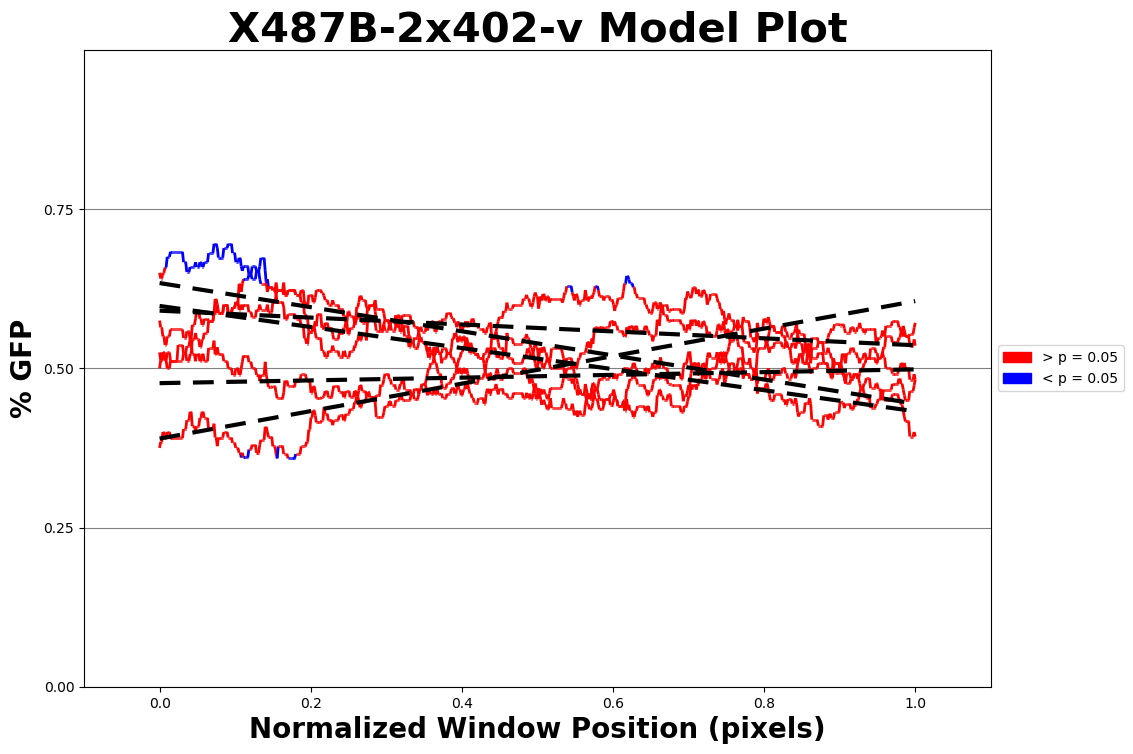 X487B-2x402-v Model Plot
% GFP
0.75
0.50
0.25
0.00
0.0 0.2 0.4 0.6 0.8 1.0
Normalized Window Position (pixels)
> p = 0.05
< p = 0.05